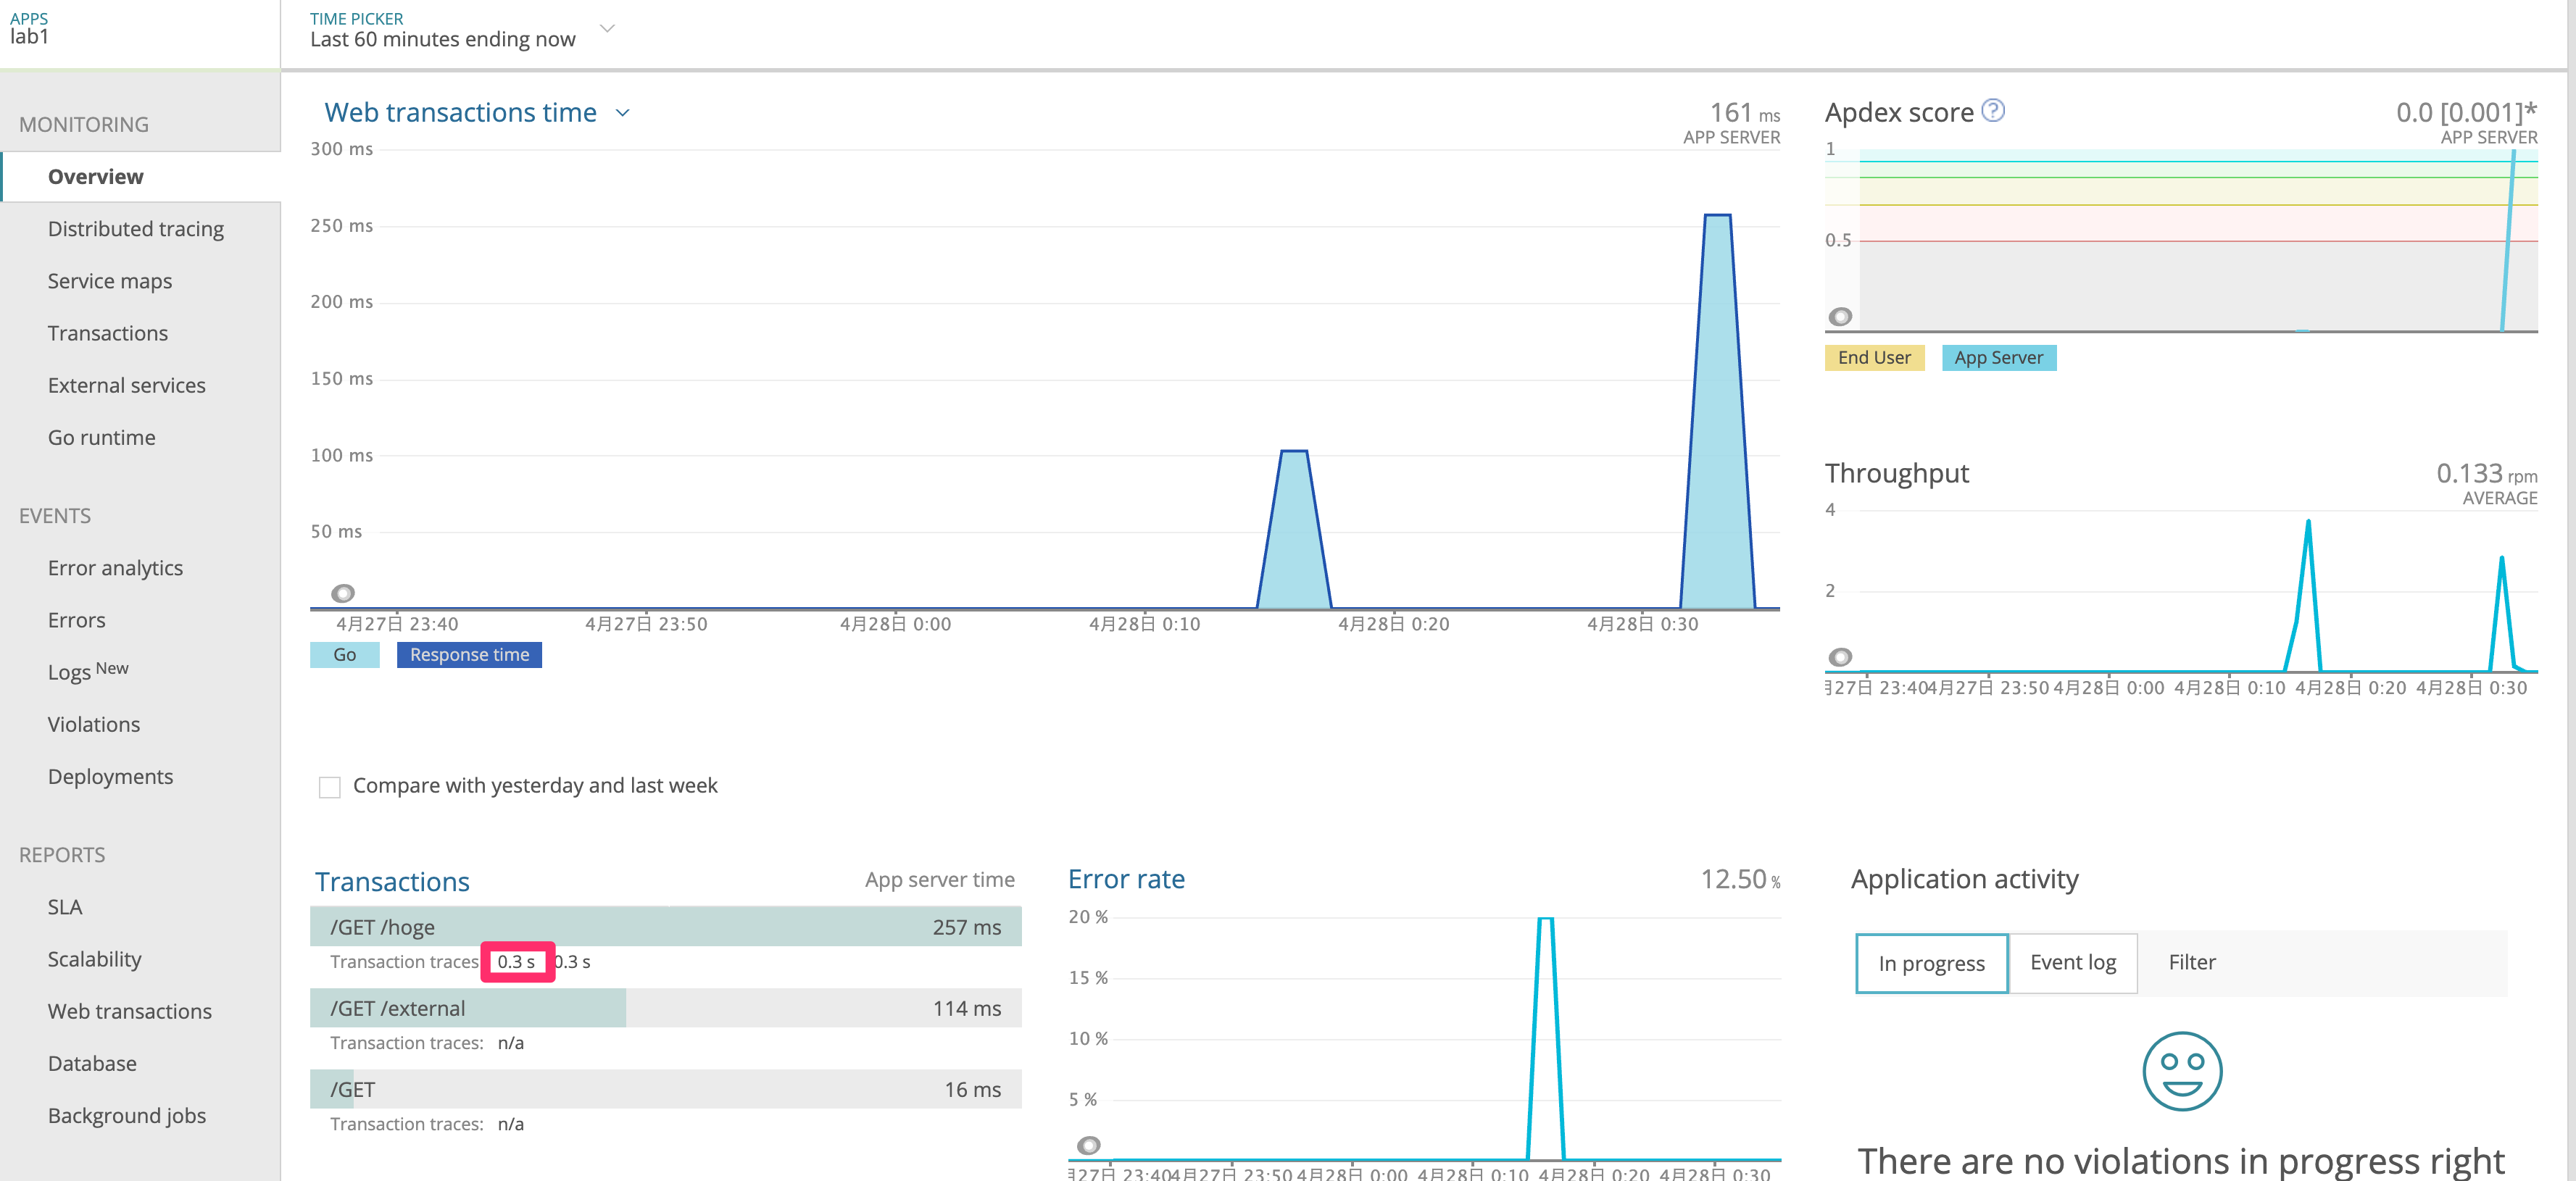 APPS
lab1
TIME PICKER
Last 60 minutes ending now
MONITORING
Overview
Distributed tracing
Service maps
Transactions
External services
Go runtime
EVENTS
Error analytics
Errors
Logs New
Violations
Deployments
REPORTS
SLA
Scalability
Web transactions
Database
Background jobs
Web transactions time
161 ms
APP SERVER
300 ms
250 ms
200 ms
150 ms
100 ms
50 ms
4月27日 23:40 4月27日 23:50 4月28日 0:00 4月28日 0:10 4月28日 0:20 4月28日 0:30
Go Response time
Compare with yesterday and last week
Apdex score ?
0.0 [0.001]*
APP SERVER
1
0.5
End User App Server
Throughput
0.133 rpm
AVERAGE
4
2
月27日 23:40 4月27日 23:50 4月28日 0:00 4月28日 0:10 4月28日 0:20 4月28日 0:30
Transactions App server time
/GET /hoge 257 ms
Transaction traces 0.3 s 0.3 s
/GET /external 114 ms
Transaction traces: n/a
/GET 16 ms
Transaction traces: n/a
Error rate 12.50 %
20 %
15 %
10 %
5 %
月27日 23:40 4月27日 23:50 4月28日 0:00 4月28日 0:10 4月28日 0:20 4月28日 0:30
Application activity
In progress Event log Filter
There are no violations in progress right